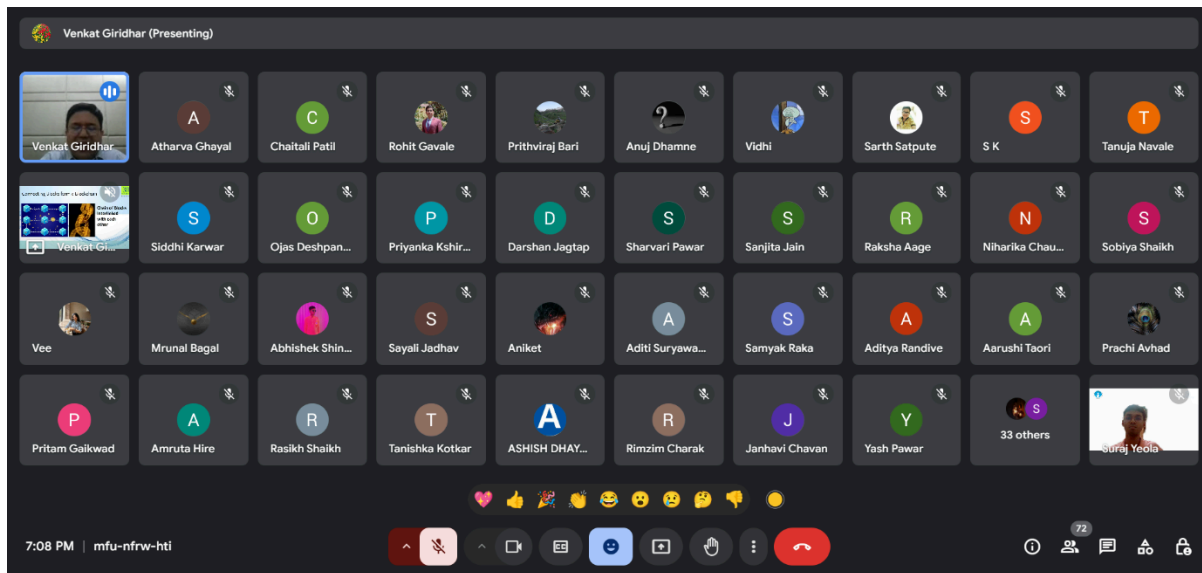 Venkat Giridhar (Presenting)
Venkat Giridhar
A
Atharva Ghayal
C
Chaitali Patil
Rohit Gavale
Prithviraj Bari
?
Anuj Dhamne
Vidhi
Sarth Satpute
S
S K
T
Tanuja Navale
Venkat Gi...
S
Siddhi Karwar
O
Ojas Deshpan...
P
Priyanka Kshir...
D
Darshan Jagtap
S
Sharvari Pawar
S
Sanjita Jain
R
Raksha Aage
N
Niharika Chau...
S
Sobiya Shaikh
Vee
Mrunal Bagal
Abhishek Shin...
S
Sayali Jadhav
Aniket
A
Aditi Suryawa...
S
Samyak Raka
A
Aditya Randive
A
Aarushi Taori
Prachi Avhad
P
Pritam Gaikwad
A
Amruta Hire
R
Rasikh Shaikh
T
Tanishka Kotkar
A
ASHISH DHAY...
R
Rimzim Charak
J
Janhavi Chavan
Y
Yash Pawar
S
33 others
Suraj Yeola
7:08 PM | mfu-nfrw-hti
CC
72